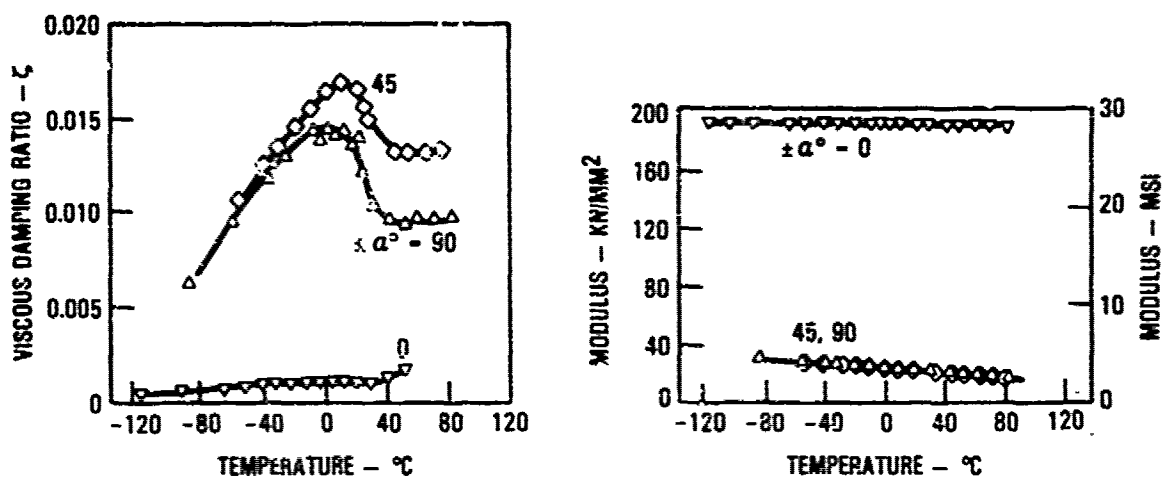 VISCOUS DAMPING RATIO – ζ
0.020
0.015
0.010
0.005
0
45
± α° = 90
0
-120 -80 -40 0 40 80 120
TEMPERATURE – °C
MODULUS – KN/MM²
200
160
120
80
40
0
± α° = 0
45, 90
30
20
10
0
MODULUS – MSI
-120 -80 -40 0 40 80 120
TEMPERATURE – °C